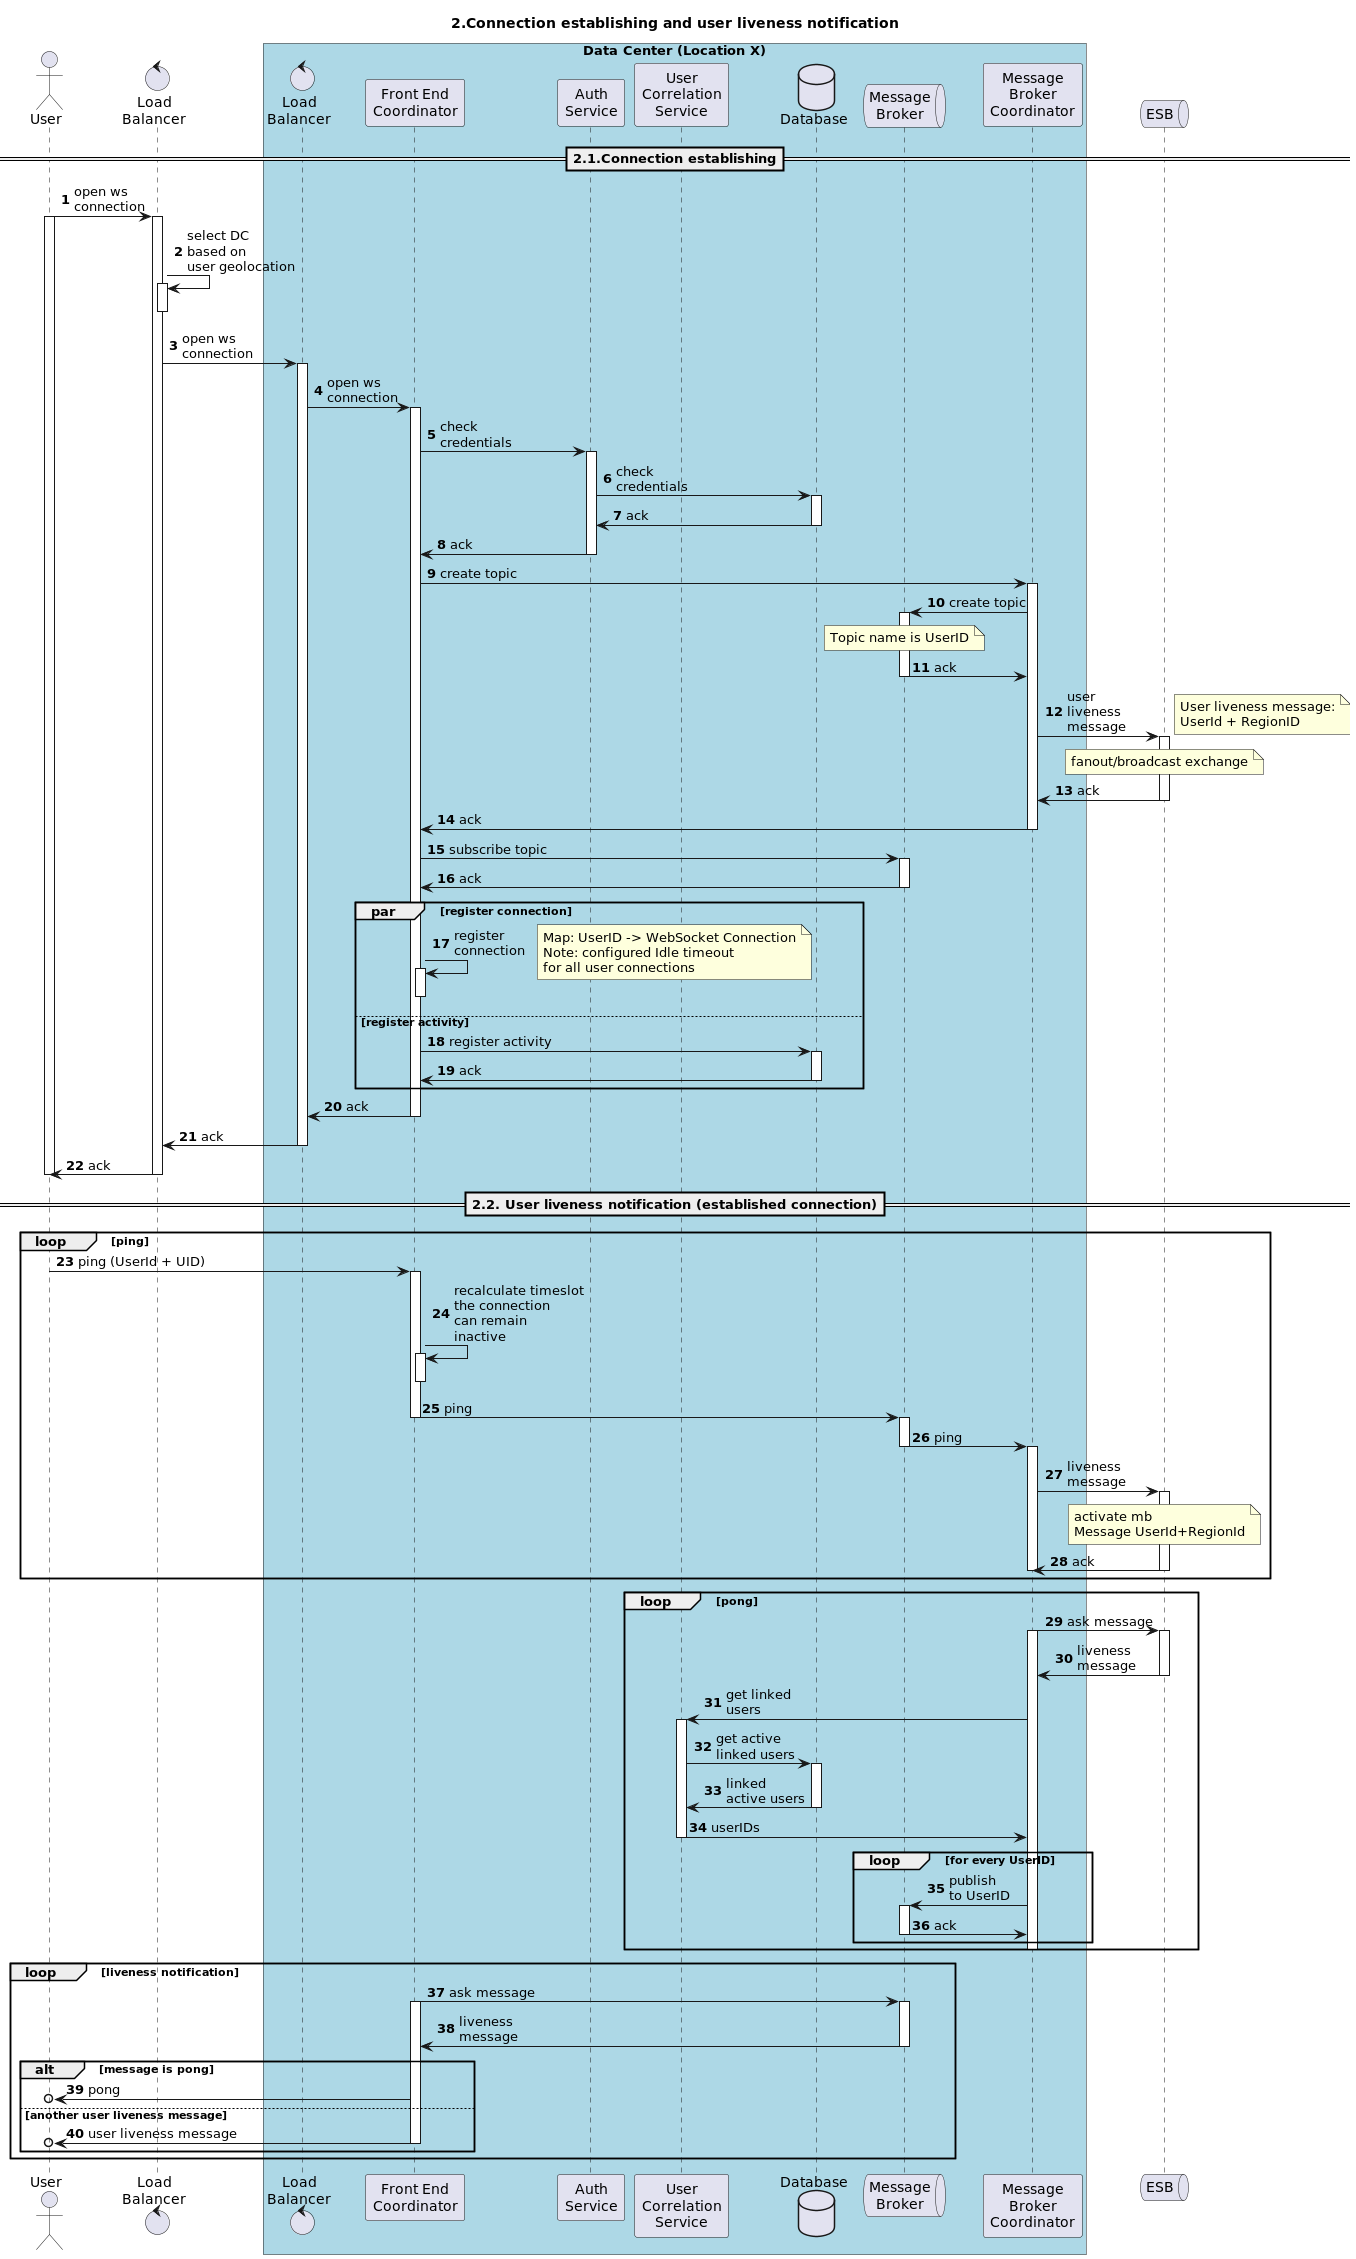 2.Connection establishing and user liveness notification
Data Center (Location X)
User
Load
Balancer
Load
Balancer
Front End
Coordinator
Auth
Service
User
Correlation
Service
Database
Message
Broker
Message
Broker
Coordinator
ESB
2.1.Connection establishing
1 open ws
connection
2 select DC
based on
user geolocation
3 open ws
connection
4 open ws
connection
5 check
credentials
6 check
credentials
7 ack
8 ack
9 create topic
10 create topic
Topic name is UserID
11 ack
12 user
liveness
message
User liveness message:
UserId + RegionID
fanout/broadcast exchange
13 ack
14 ack
15 subscribe topic
16 ack
par [register connection]
17 register
connection
Map: UserID -> WebSocket Connection
Note: configured Idle timeout
for all user connections
[register activity]
18 register activity
19 ack
20 ack
21 ack
22 ack
2.2. User liveness notification (established connection)
loop [ping]
23 ping (UserId + UID)
24 recalculate timeslot
the connection
can remain
inactive
25 ping
26 ping
27 liveness
message
activate mb
Message UserId+RegionId
28 ack
loop [pong]
29 ask message
30 liveness
message
31 get linked
users
32 get active
linked users
33 linked
active users
34 userIDs
loop [for every UserID]
35 publish
to UserID
36 ack
loop [liveness notification]
37 ask message
38 liveness
message
alt [message is pong]
39 pong
[another user liveness message]
40 user liveness message
User
Load
Balancer
Load
Balancer
Front End
Coordinator
Auth
Service
User
Correlation
Service
Database
Message
Broker
Message
Broker
Coordinator
ESB